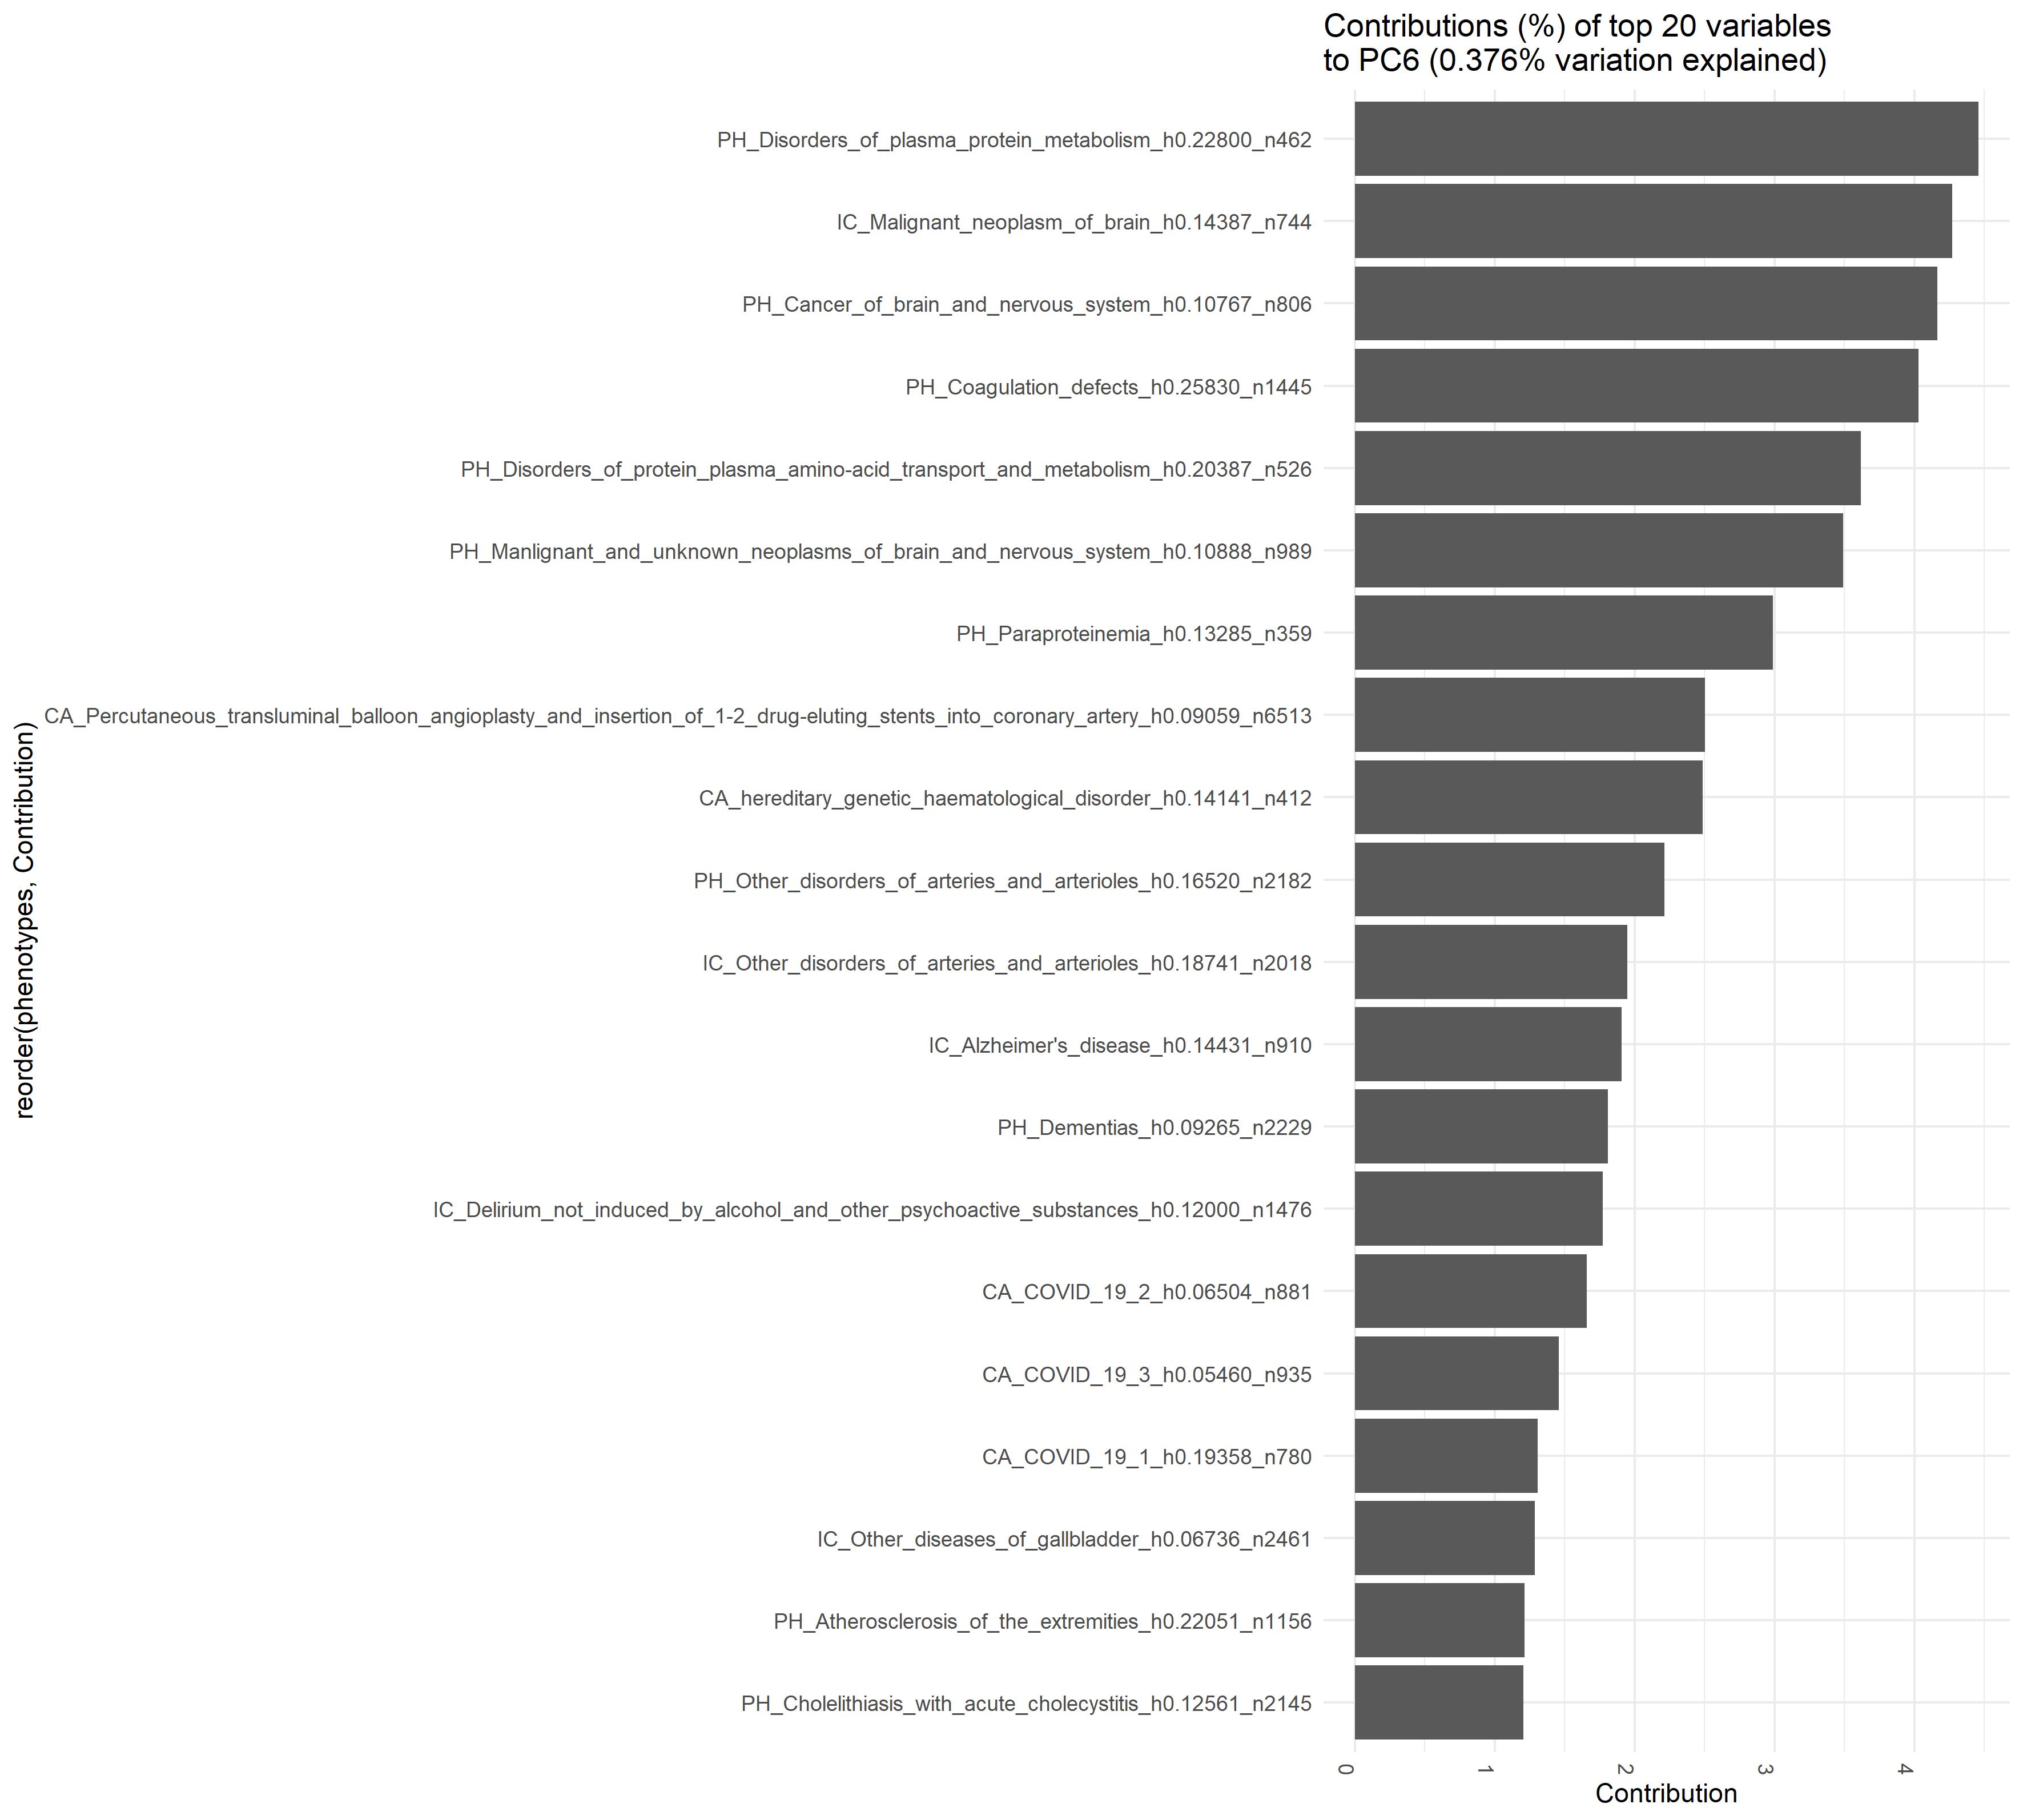 Contributions (%) of top 20 variables
to PC6 (0.376% variation explained)
PH_Disorders_of_plasma_protein_metabolism_h0.22800_n462
IC_Malignant_neoplasm_of_brain_h0.14387_n744
PH_Cancer_of_brain_and_nervous_system_h0.10767_n806
PH_Coagulation_defects_h0.25830_n1445
PH_Disorders_of_protein_plasma_amino-acid_transport_and_metabolism_h0.20387_n526
PH_Manlignant_and_unknown_neoplasms_of_brain_and_nervous_system_h0.10888_n989
PH_Paraproteinemia_h0.13285_n359
CA_Percutaneous_transluminal_balloon_angioplasty_and_insertion_of_1-2_drug-eluting_stents_into_coronary_artery_h0.09059_n6513
CA_hereditary_genetic_haematological_disorder_h0.14141_n412
PH_Other_disorders_of_arteries_and_arterioles_h0.16520_n2182
IC_Other_disorders_of_arteries_and_arterioles_h0.18741_n2018
IC_Alzheimer's_disease_h0.14431_n910
PH_Dementias_h0.09265_n2229
IC_Delirium_not_induced_by_alcohol_and_other_psychoactive_substances_h0.12000_n1476
CA_COVID_19_2_h0.06504_n881
CA_COVID_19_3_h0.05460_n935
CA_COVID_19_1_h0.19358_n780
IC_Other_diseases_of_gallbladder_h0.06736_n2461
PH_Atherosclerosis_of_the_extremities_h0.22051_n1156
PH_Cholelithiasis_with_acute_cholecystitis_h0.12561_n2145
reorder(phenotypes, Contribution)
0 1 2 3 4
Contribution